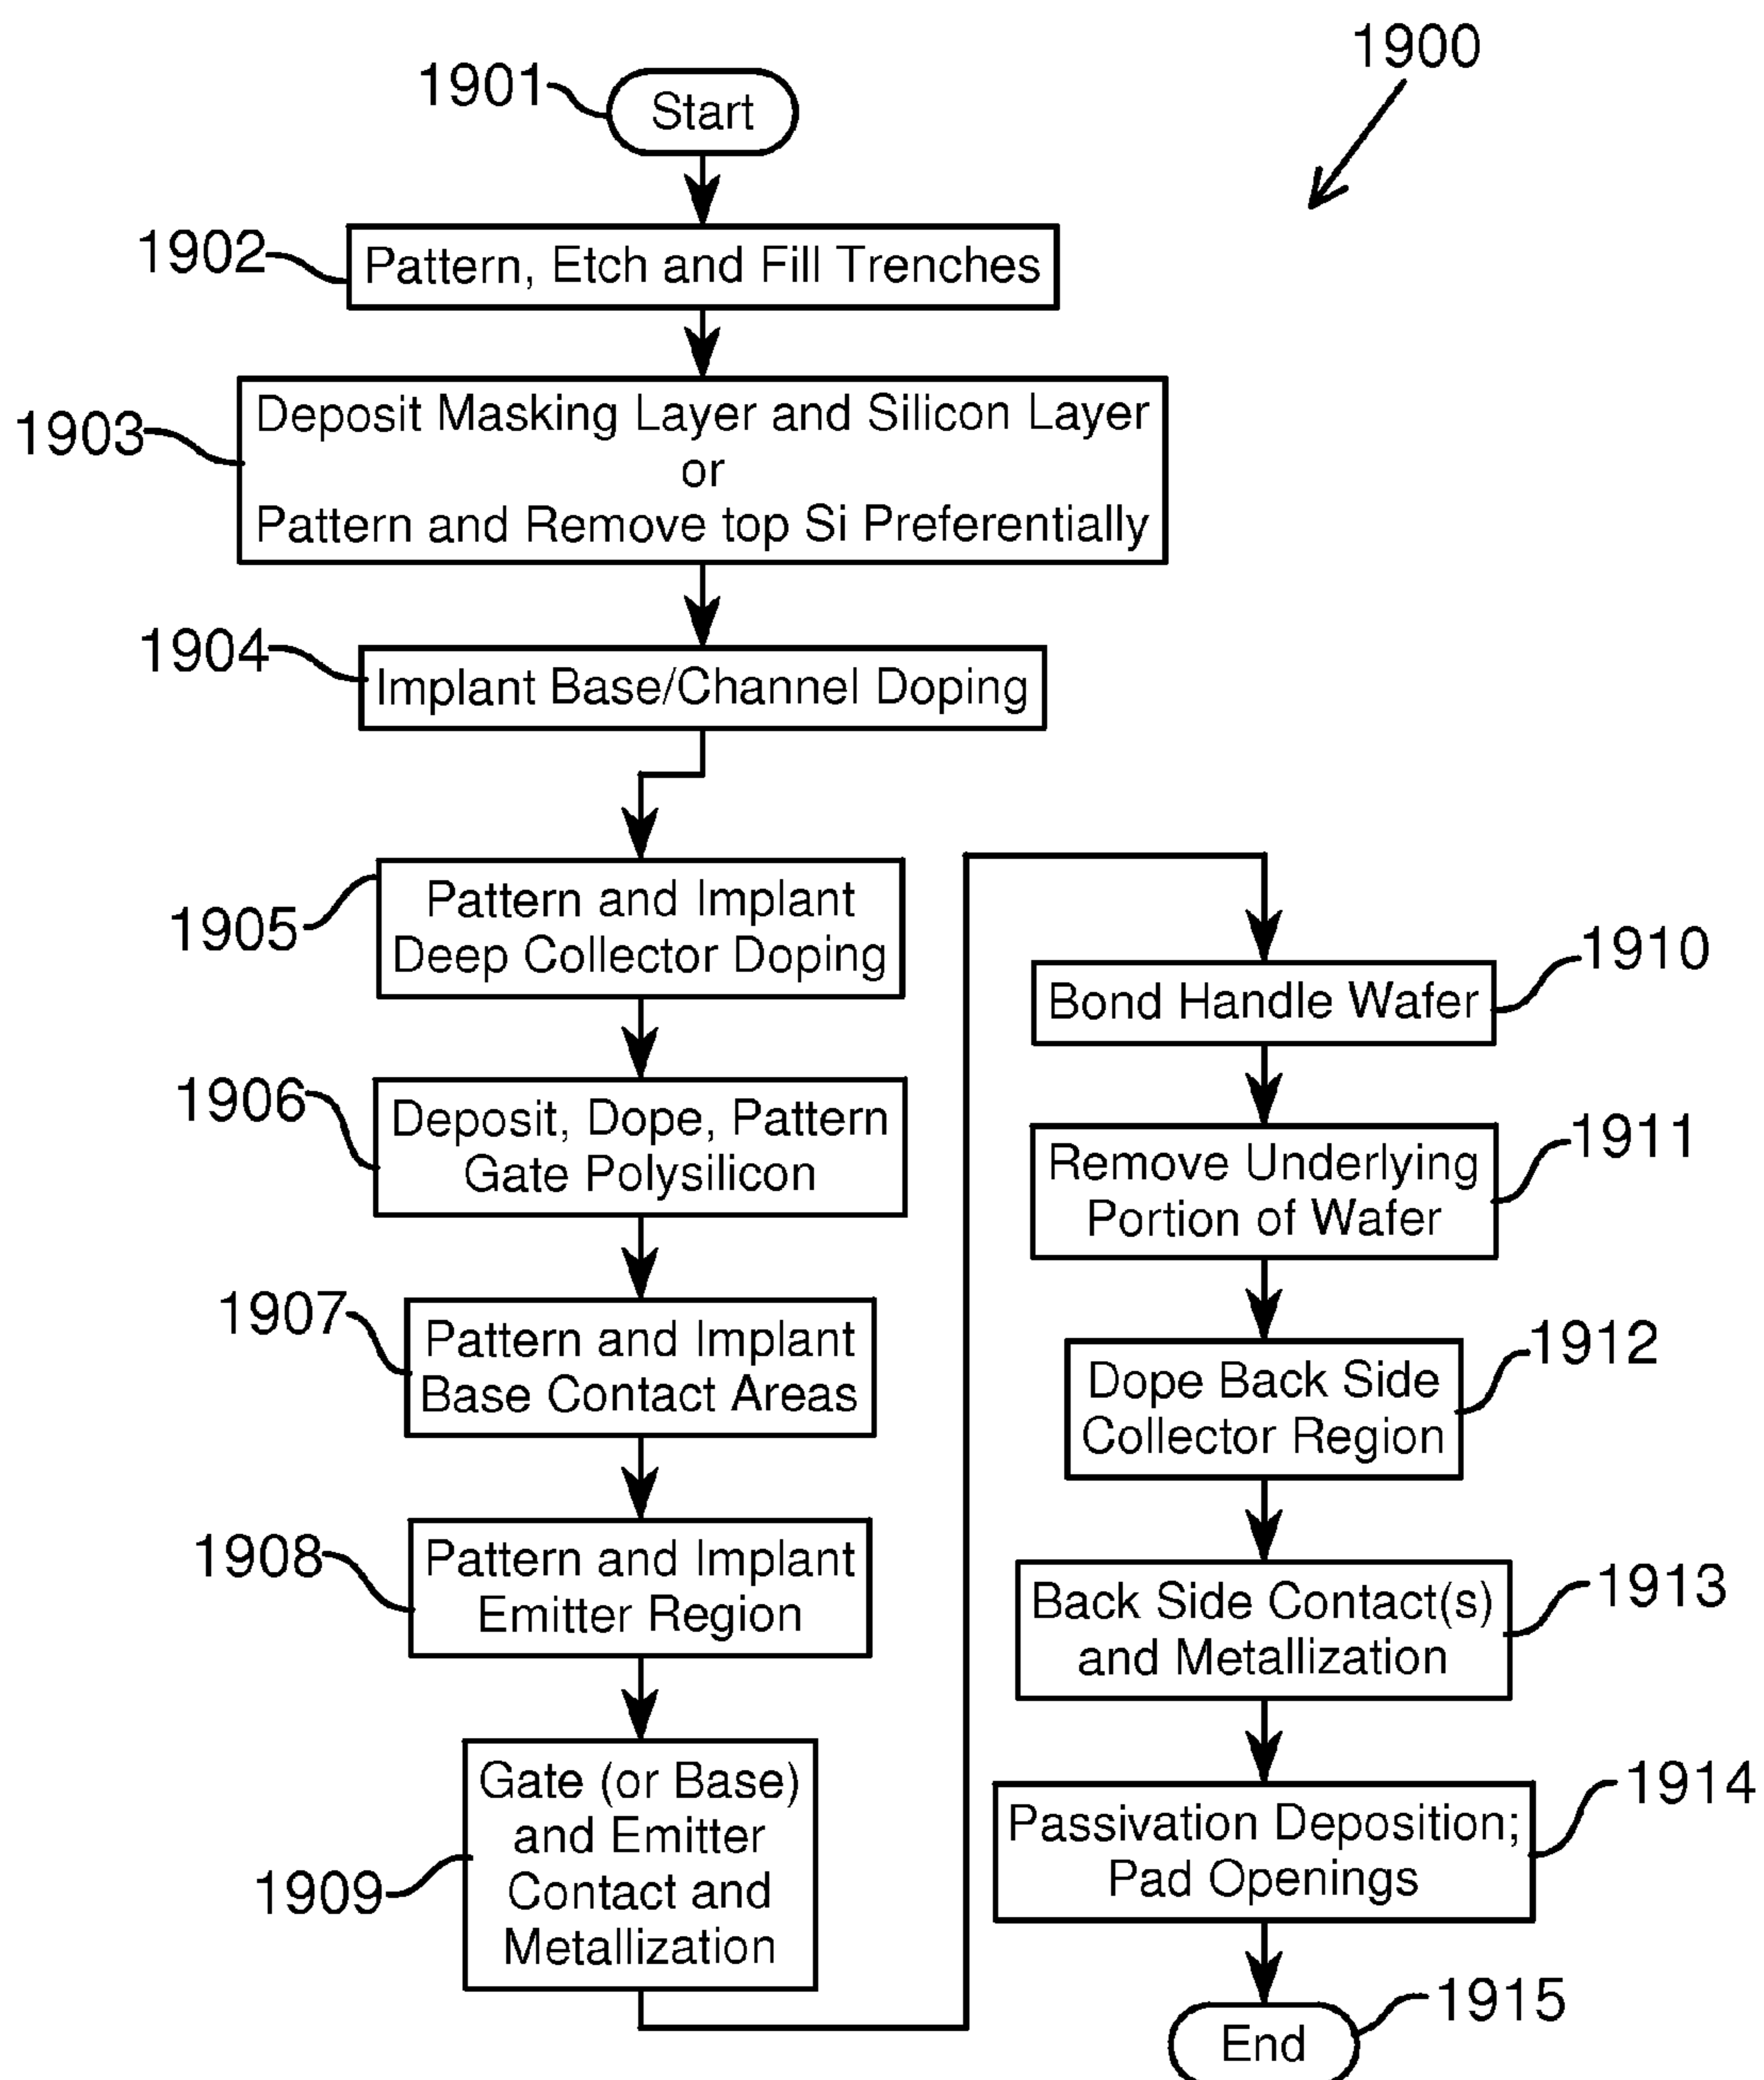 1900
1901
Start
1902
Pattern, Etch and Fill Trenches
1903
Deposit Masking Layer and Silicon Layer
or
Pattern and Remove top Si Preferentially
1904
Implant Base/Channel Doping
1905
Pattern and Implant
Deep Collector Doping
1906
Deposit, Dope, Pattern
Gate Polysilicon
1907
Pattern and Implant
Base Contact Areas
1908
Pattern and Implant
Emitter Region
1909
Gate (or Base)
and Emitter
Contact and
Metallization
1910
Bond Handle Wafer
1911
Remove Underlying
Portion of Wafer
1912
Dope Back Side
Collector Region
1913
Back Side Contact(s)
and Metallization
1914
Passivation Deposition;
Pad Openings
1915
End